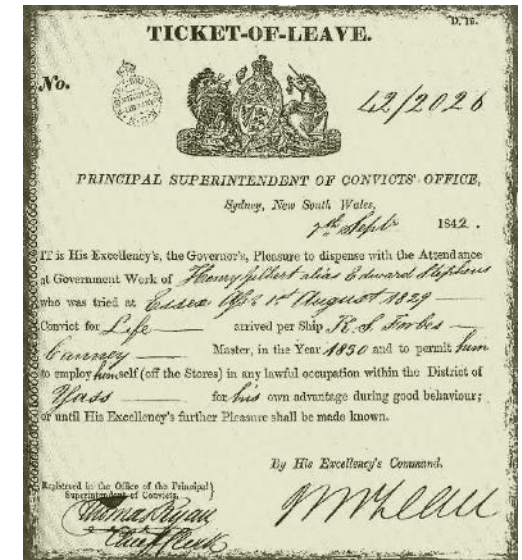 D. 15.
TICKET-OF-LEAVE.
No. 42/2026
PRINCIPAL SUPERINTENDENT OF CONVICTS' OFFICE,
Sydney, New South Wales,
7th Septr 1842.
IT is His Excellency's, the Governor's, Pleasure to dispense with the Attendance
at Government Work of Henry Gilbert alias Edward Stephens
who was tried at Essex 1st August 1829
Convict for Life arrived per Ship K. S. Forbes
Canney Master, in the Year 1830 and to permit him
to employ himself (off the Stores) in any lawful occupation within the District of
Yass for his own advantage during good behaviour;
or until His Excellency's further Pleasure shall be made known.
By His Excellency's Command.
Registered in the Office of the Principal
Superintendent of Convicts.
Thomas Ryan
Chief Clerk